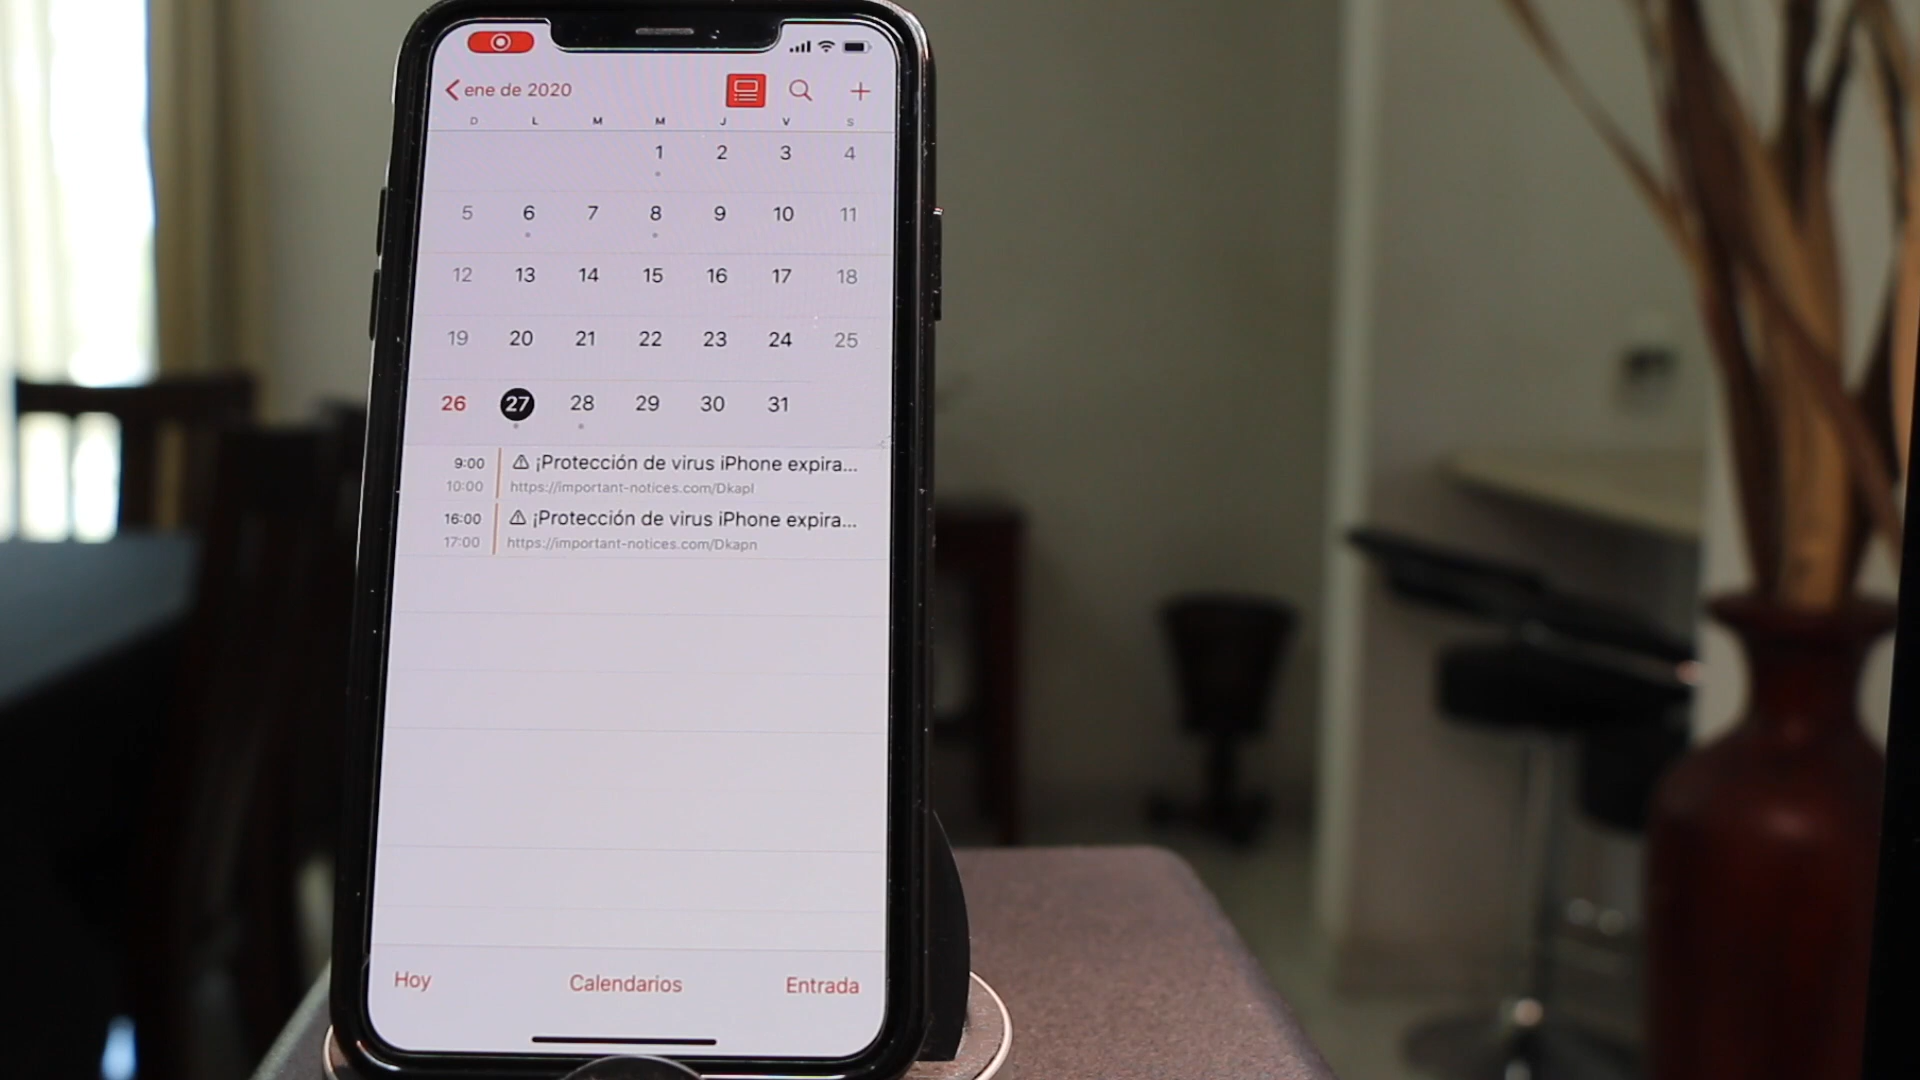 ene de 2020
D L M M J V S
1 2 3 4
5 6 7 8 9 10 11
12 13 14 15 16 17 18
19 20 21 22 23 24 25
26 27 28 29 30 31
9:00 ⚠ ¡Protección de virus iPhone expira...
10:00 https://important-notices.com/Dkapl
16:00 ⚠ ¡Protección de virus iPhone expira...
17:00 https://important-notices.com/Dkapn
Hoy Calendarios Entrada